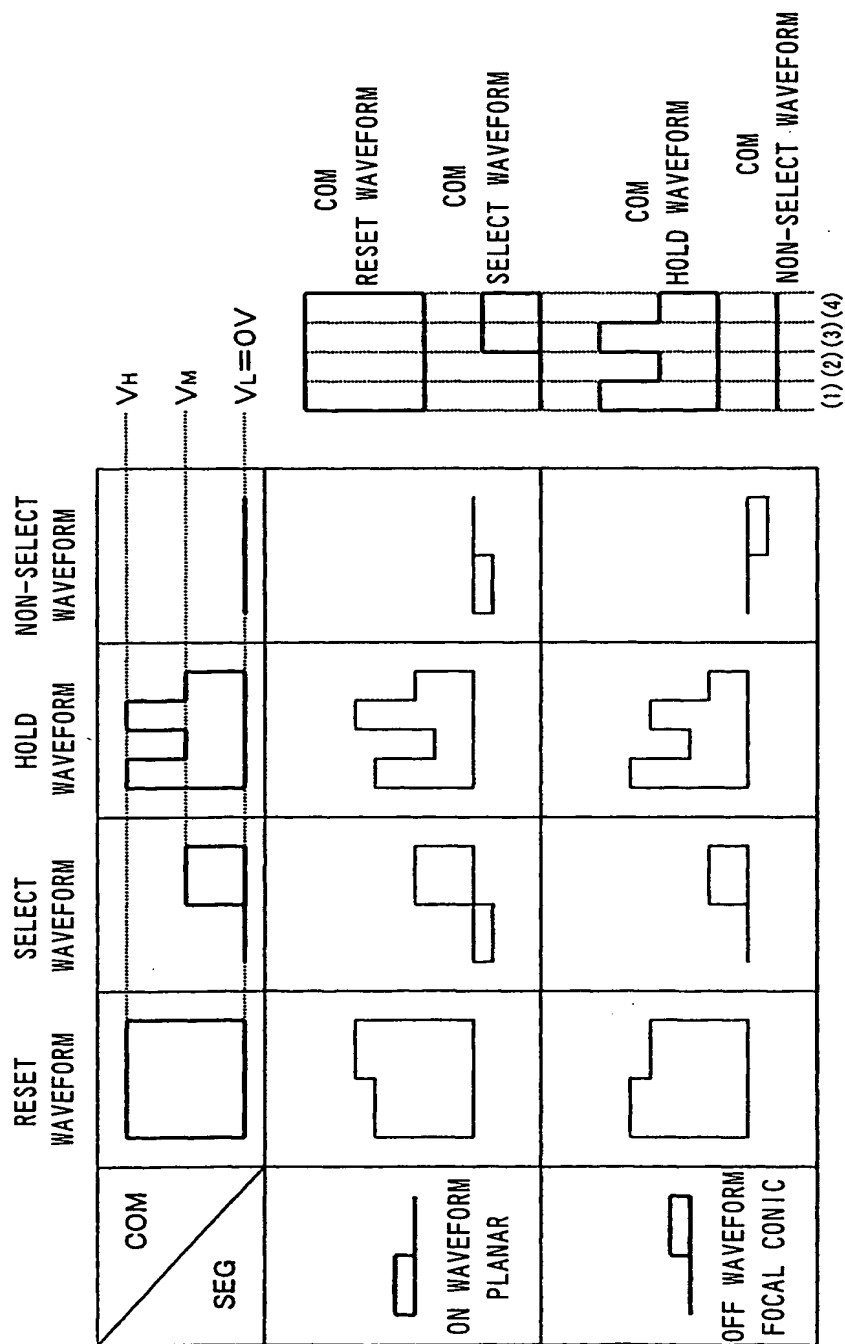 COM
SEG
RESET
WAVEFORM
SELECT
WAVEFORM
HOLD
WAVEFORM
NON-SELECT
WAVEFORM
VH
VM
VL=0V
ON WAVEFORM
PLANAR
OFF WAVEFORM
FOCAL CONIC
COM
RESET WAVEFORM
COM
SELECT WAVEFORM
COM
HOLD WAVEFORM
COM
NON-SELECT WAVEFORM
(1)(2)(3)(4)